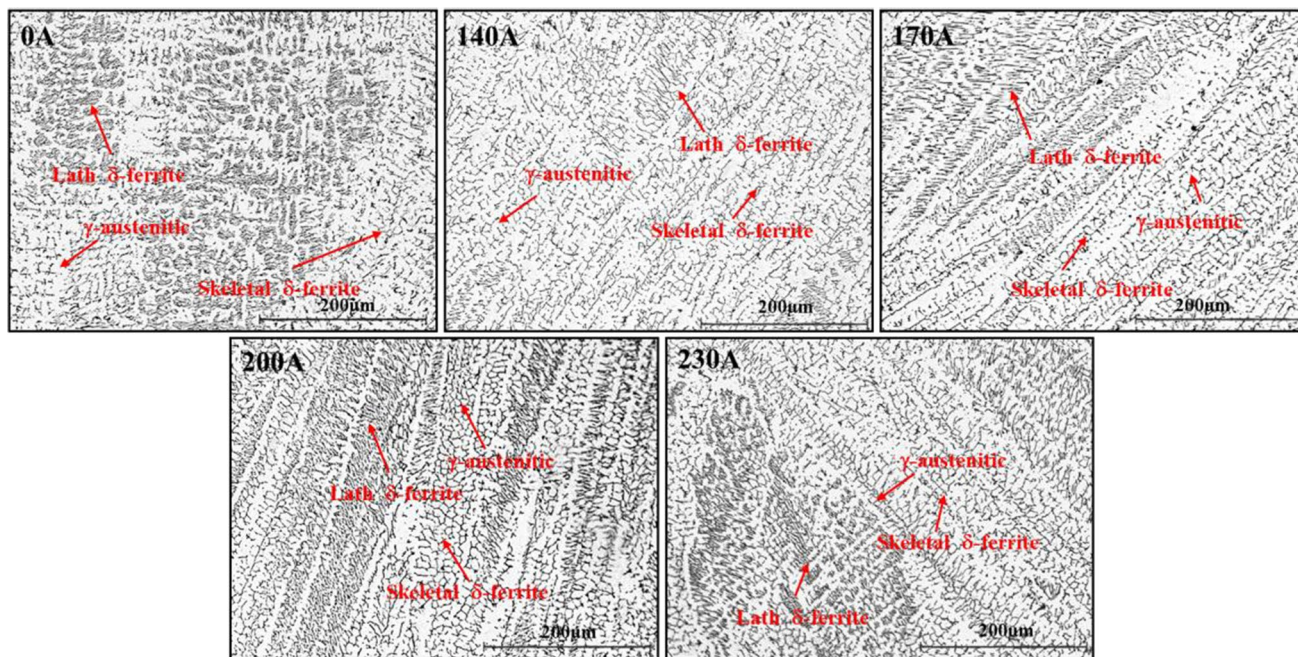 0A
Lath δ-ferrite
γ-austenitic
Skeletal δ-ferrite
200μm
140A
Lath δ-ferrite
γ-austenitic
Skeletal δ-ferrite
200μm
170A
Lath δ-ferrite
γ-austenitic
Skeletal δ-ferrite
200μm
200A
γ-austenitic
Lath δ-ferrite
Skeletal δ-ferrite
200μm
230A
γ-austenitic
Skeletal δ-ferrite
Lath δ-ferrite
200μm